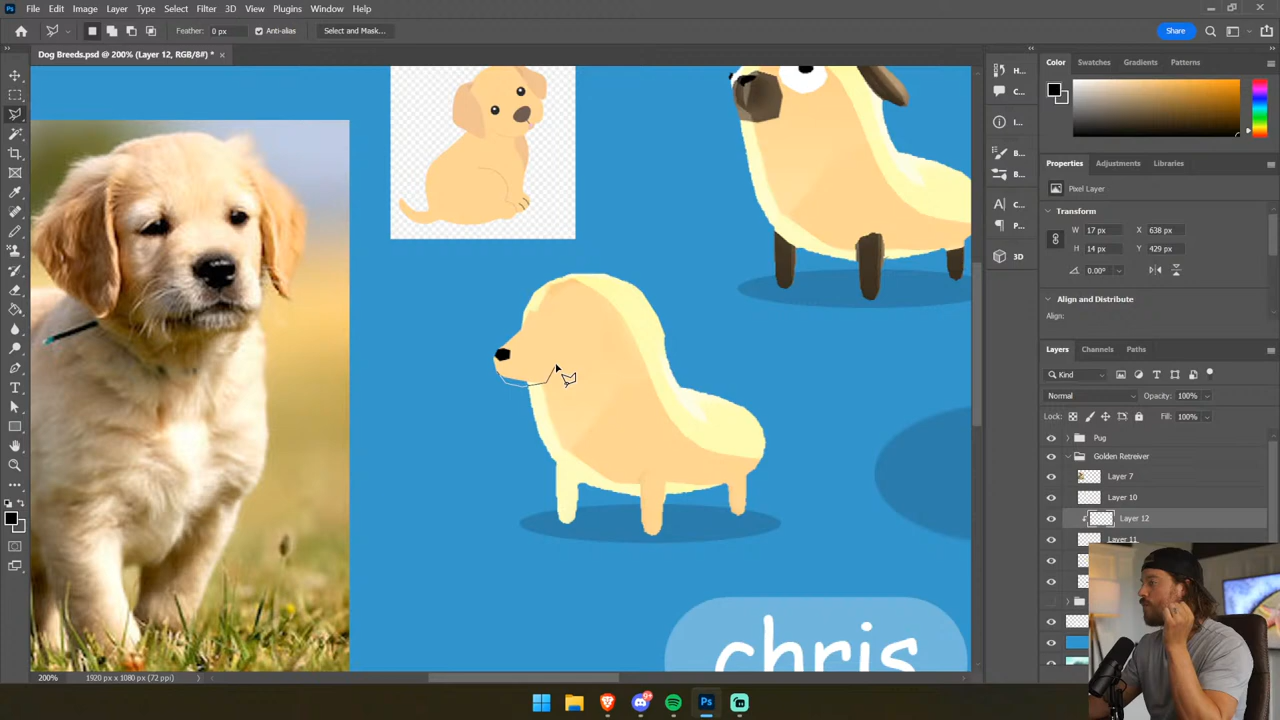 Ps File Edit Image Layer Type Select Filter 3D View Plugins Window Help
Feather: 0 px Anti-alias Select and Mask... Share
Dog Breeds.psd @ 200% (Layer 12, RGB/8#) * ×
H...
C...
I...
B...
B...
A C...
¶ P...
3D
Color Swatches Gradients Patterns
Properties Adjustments Libraries
Pixel Layer
Transform
W 17 px X 638 px
H 14 px Y 429 px
0.00°
Align and Distribute
Align:
Layers Channels Paths
Kind
Normal Opacity: 100%
Lock: Fill: 100%
Pug
Golden Retreiver
Layer 7
Layer 10
Layer 12
Layer 11
chris
200% 1920 px x 1080 px (72 ppi)
Ps